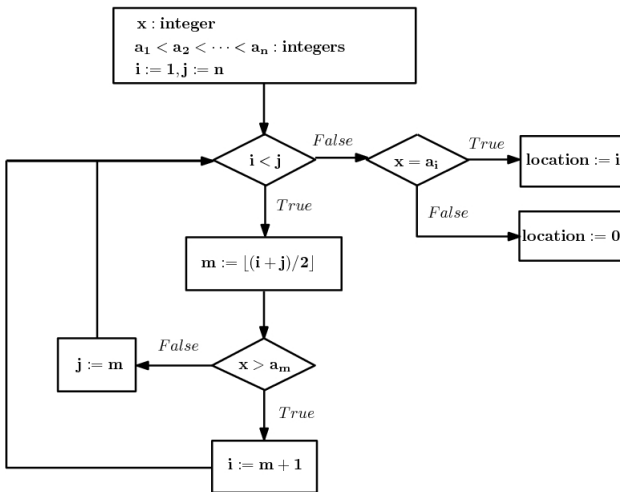 x : integer
a₁ < a₂ < ⋯ < aₙ : integers
i := 1, j := n
i < j
False
x = aᵢ
True
location := i
True
False
location := 0
m := ⌊(i + j)/2⌋
False
x > aₘ
j := m
True
i := m + 1